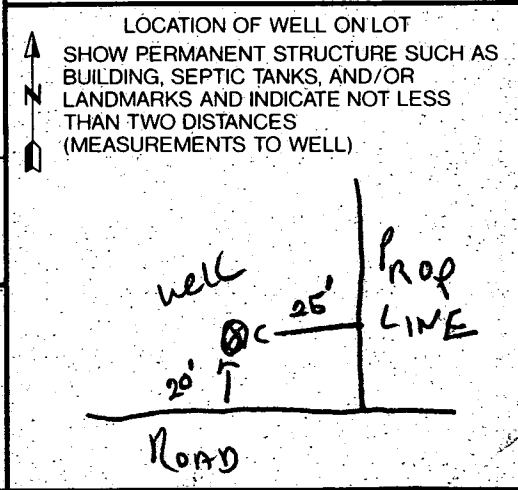 LOCATION OF WELL ON LOT
SHOW PERMANENT STRUCTURE SUCH AS
BUILDING, SEPTIC TANKS, AND/OR
LANDMARKS AND INDICATE NOT LESS
THAN TWO DISTANCES
(MEASUREMENTS TO WELL)
N
well
25'
PROP
LINE
20'
ROAD